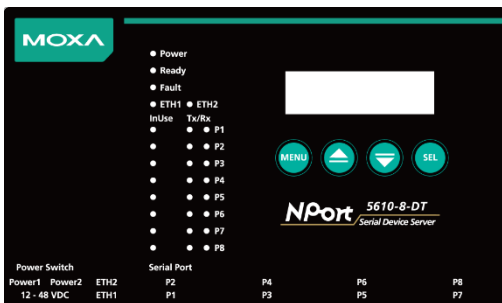 MOXA
Power
Ready
Fault
ETH1 ETH2
InUse Tx/Rx
P1
P2
P3
P4
P5
P6
P7
P8
MENU SEL
NPort 5610-8-DT
Serial Device Server
Power Switch Serial Port
Power1 Power2 ETH2 P2 P4 P6 P8
12 - 48 VDC ETH1 P1 P3 P5 P7